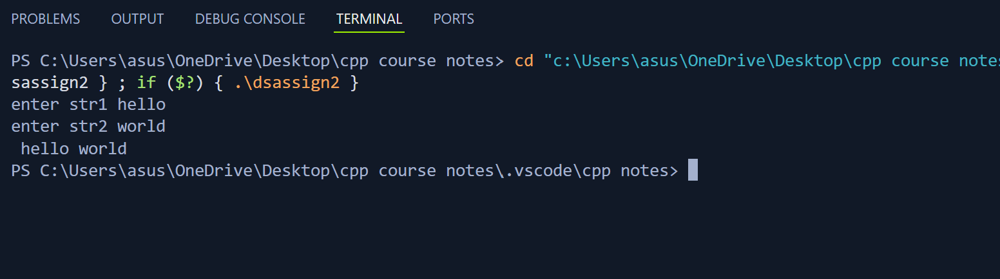 PROBLEMS OUTPUT DEBUG CONSOLE TERMINAL PORTS
PS C:\Users\asus\OneDrive\Desktop\cpp course notes> cd "c:\Users\asus\OneDrive\Desktop\cpp course notes
sassign2 } ; if ($?) { .\dsassign2 }
enter str1 hello
enter str2 world
 hello world
PS C:\Users\asus\OneDrive\Desktop\cpp course notes\.vscode\cpp notes>